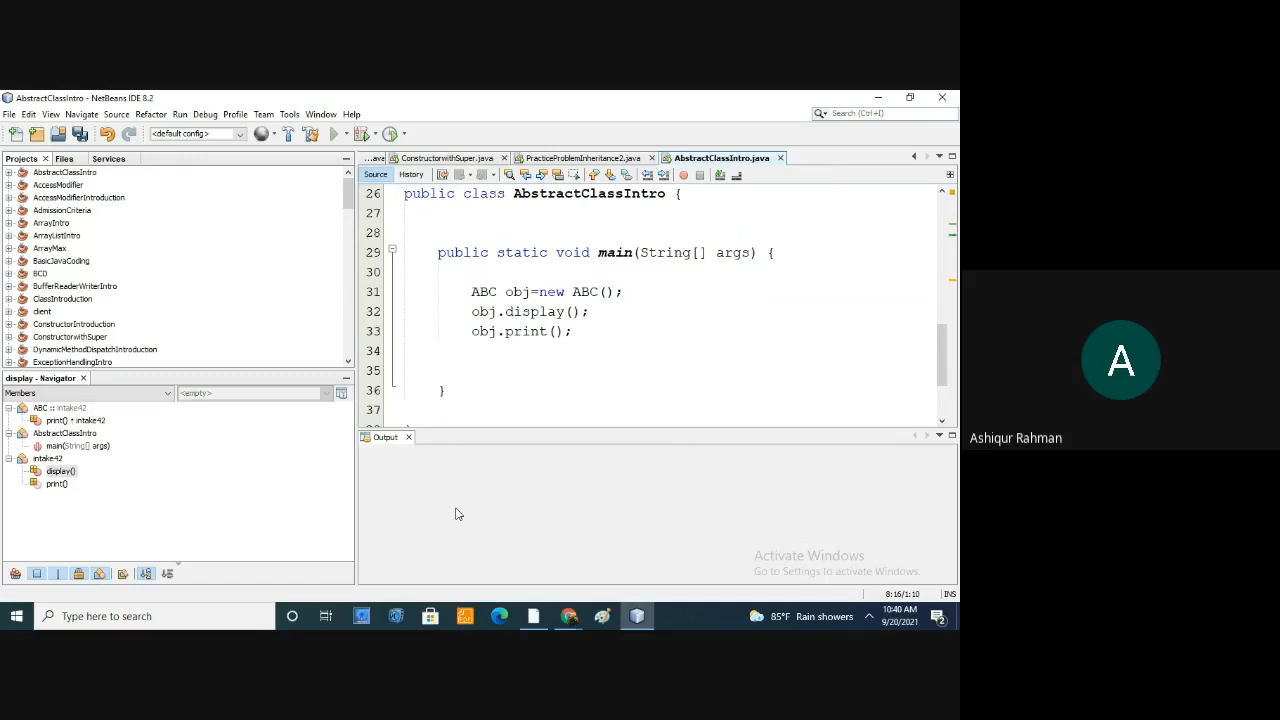 AbstractClassIntro - NetBeans IDE 8.2
File Edit View Navigate Source Refactor Run Debug Profile Team Tools Window Help
Search (Ctrl+I)
<default config>
Projects Files Services
...ava ConstructorwithSuper.java PracticeProblemInheritance2.java AbstractClassIntro.java
Source History
AbstractClassIntro
AccessModifier
AccessModifierIntroduction
AdmissionCriteria
ArrayIntro
ArrayListIntro
ArrayMax
BasicJavaCoding
BCD
BufferReaderWriterIntro
ClassIntroduction
client
ConstructorIntroduction
ConstructorwithSuper
DynamicMethodDispatchIntroduction
ExceptionHandlingIntro
26 public class AbstractClassIntro {
27
28
29 public static void main(String[] args) {
30
31 ABC obj=new ABC();
32 obj.display();
33 obj.print();
34
35
36 }
37
display - Navigator
Members <empty>
ABC :: intake42
print() ↑ intake42
AbstractClassIntro
main(String[] args)
intake42
display()
print()
Output
Activate Windows
Go to Settings to activate Windows.
8:16/1:10 INS
Type here to search
85°F Rain showers
10:40 AM
9/20/2021
2
A
Ashiqur Rahman